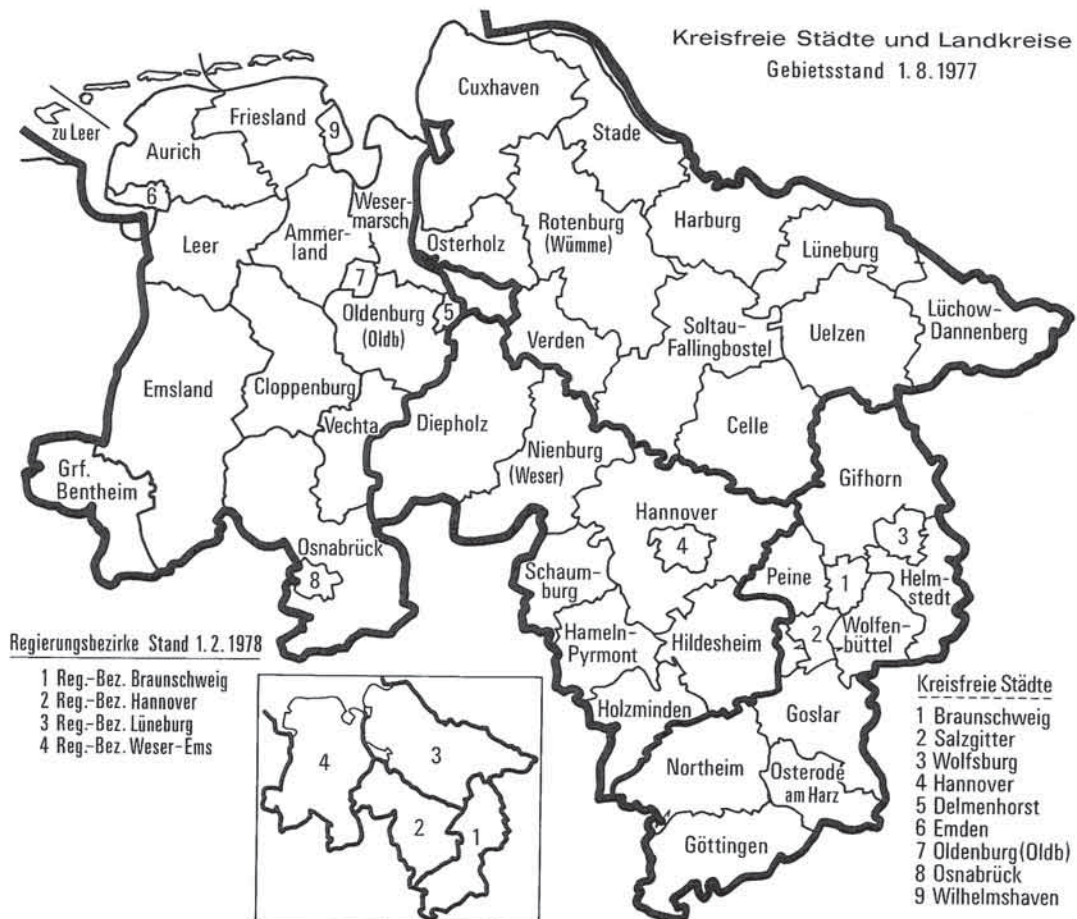 Kreisfreie Städte und Landkreise
Gebietsstand 1.8.1977
Cuxhaven
Friesland
zu Leer
9
Stade
Aurich
6
Weser-
marsch
Leer
Ammer-
land
Osterholz
Rotenburg
(Wümme)
Harburg
Lüneburg
7
5
Oldenburg
(Oldb)
Verden
Soltau-
Fallingbostel
Uelzen
Lüchow-
Dannenberg
Emsland
Cloppenburg
Vechta
Diepholz
Nienburg
(Weser)
Celle
Grf.
Bentheim
Gifhorn
Hannover
4
3
Osnabrück
8
Schaum-
burg
Peine
1
Helm-
stedt
Hameln-
Pyrmont
Hildesheim
2
Wolfen-
büttel
Holzminden
Goslar
Northeim
Osterode
am Harz
Göttingen
Regierungsbezirke Stand 1.2.1978
1 Reg.-Bez. Braunschweig
2 Reg.-Bez. Hannover
3 Reg.-Bez. Lüneburg
4 Reg.-Bez. Weser-Ems
4
3
2
1
Kreisfreie Städte
1 Braunschweig
2 Salzgitter
3 Wolfsburg
4 Hannover
5 Delmenhorst
6 Emden
7 Oldenburg(Oldb)
8 Osnabrück
9 Wilhelmshaven